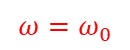 ω = ω₀